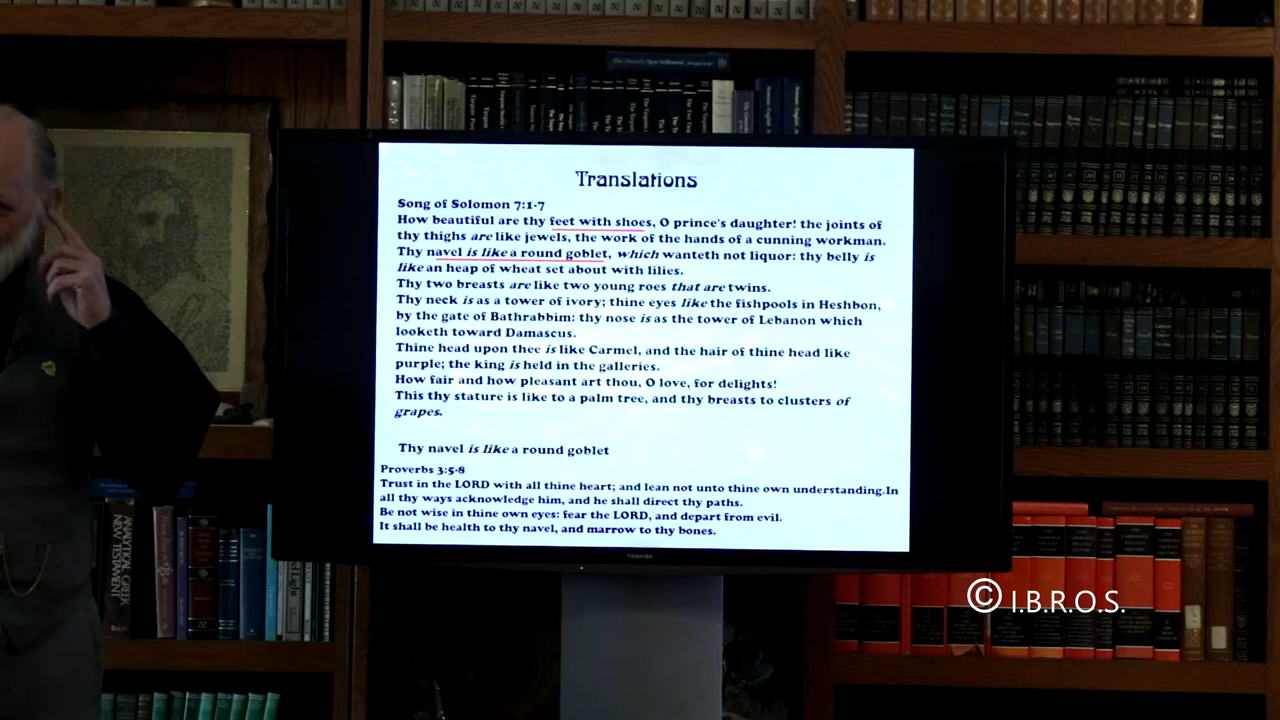 Translations
Song of Solomon 7:1-7
How beautiful are thy feet with shoes, O prince's daughter! the joints of
thy thighs are like jewels, the work of the hands of a cunning workman.
Thy navel is like a round goblet, which wanteth not liquor: thy belly is
like an heap of wheat set about with lilies.
Thy two breasts are like two young roes that are twins.
Thy neck is as a tower of ivory; thine eyes like the fishpools in Heshbon,
by the gate of Bathrabbim: thy nose is as the tower of Lebanon which
looketh toward Damascus.
Thine head upon thee is like Carmel, and the hair of thine head like
purple; the king is held in the galleries.
How fair and how pleasant art thou, O love, for delights!
This thy stature is like to a palm tree, and thy breasts to clusters of
grapes.
Thy navel is like a round goblet
Proverbs 3:5-8
Trust in the LORD with all thine heart; and lean not unto thine own understanding.In
all thy ways acknowledge him, and he shall direct thy paths.
Be not wise in thine own eyes: fear the LORD, and depart from evil.
It shall be health to thy navel, and marrow to thy bones.
TOSHIBA
ANALYTICAL GREEK
NEW TESTAMENT
© I.B.R.O.S.